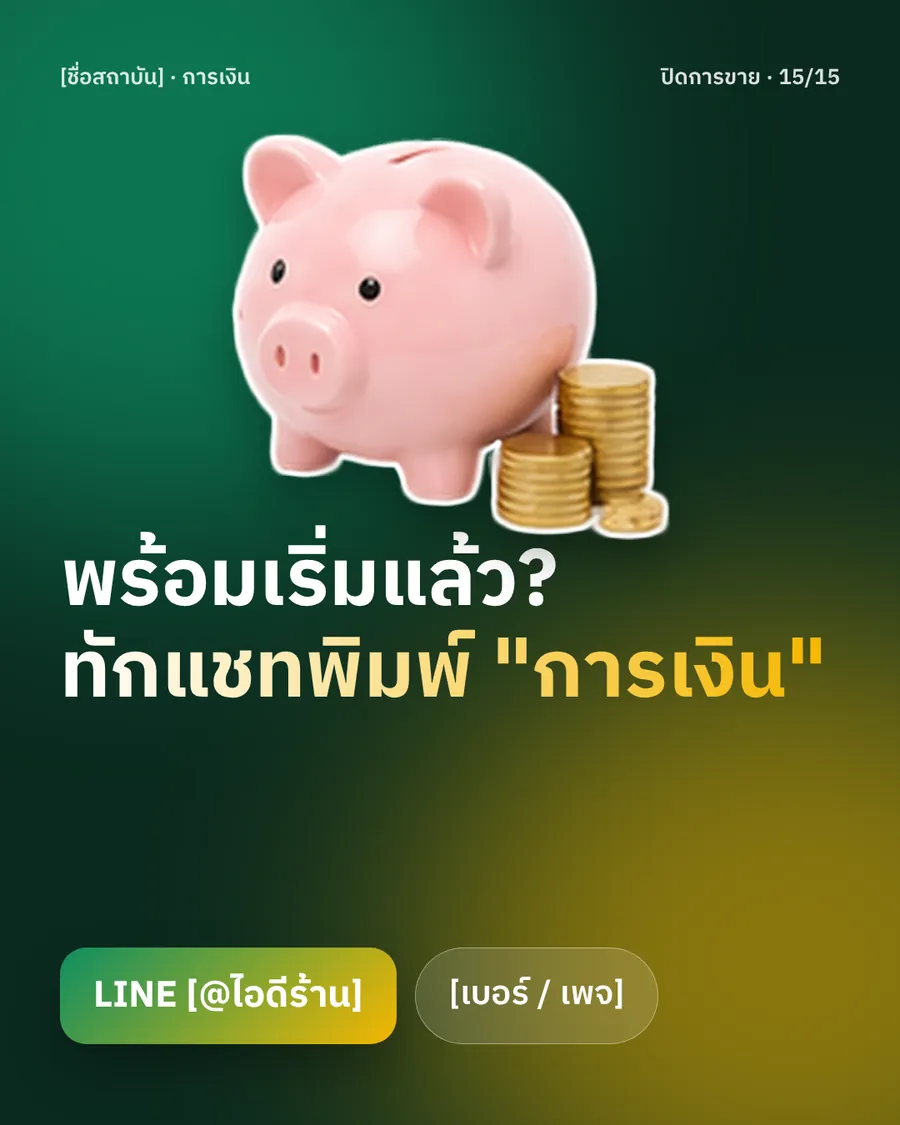 [ชื่อสถาบัน] · การเงิน
ปิดการขาย · 15/15
พร้อมเริ่มแล้ว?
ทักแชทพิมพ์ "การเงิน"
LINE [@ไอดีร้าน]
[เบอร์ / เพจ]